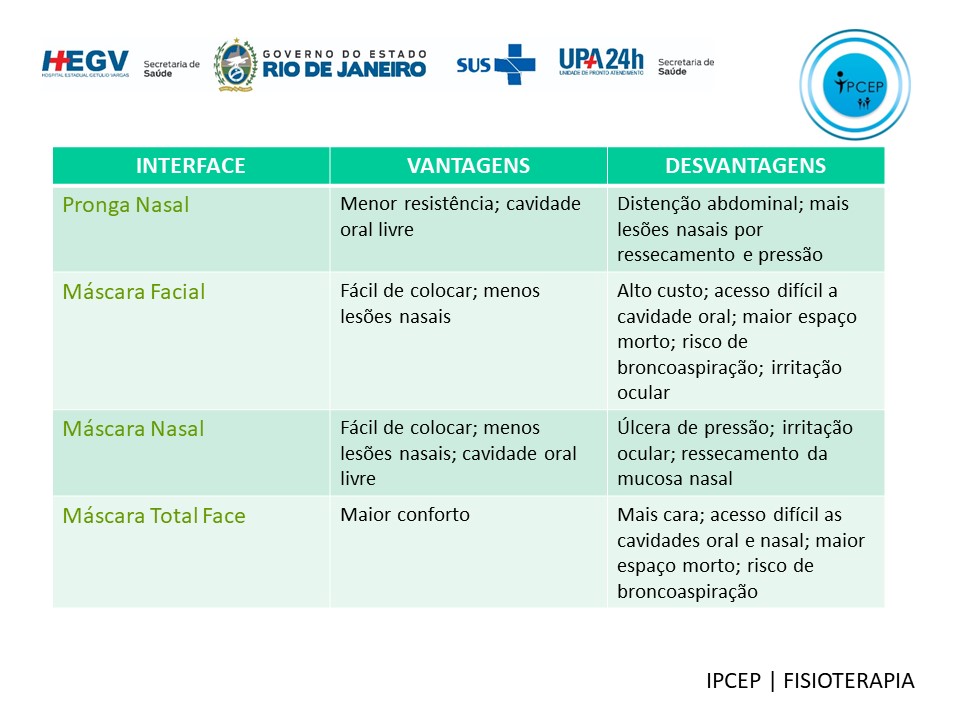 HEGV
HOSPITAL ESTADUAL GETÚLIO VARGAS
Secretaria de
Saúde
GOVERNO DO ESTADO
RIO DE JANEIRO
SUS
UPA 24h
UNIDADE DE PRONTO ATENDIMENTO
Secretaria de
Saúde
IPCEP
INTERFACE
VANTAGENS
DESVANTAGENS
Pronga Nasal
Menor resistência; cavidade
oral livre
Distenção abdominal; mais
lesões nasais por
ressecamento e pressão
Máscara Facial
Fácil de colocar; menos
lesões nasais
Alto custo; acesso difícil a
cavidade oral; maior espaço
morto; risco de
broncoaspiração; irritação
ocular
Máscara Nasal
Fácil de colocar; menos
lesões nasais; cavidade oral
livre
Úlcera de pressão; irritação
ocular; ressecamento da
mucosa nasal
Máscara Total Face
Maior conforto
Mais cara; acesso difícil as
cavidades oral e nasal; maior
espaço morto; risco de
broncoaspiração
IPCEP | FISIOTERAPIA